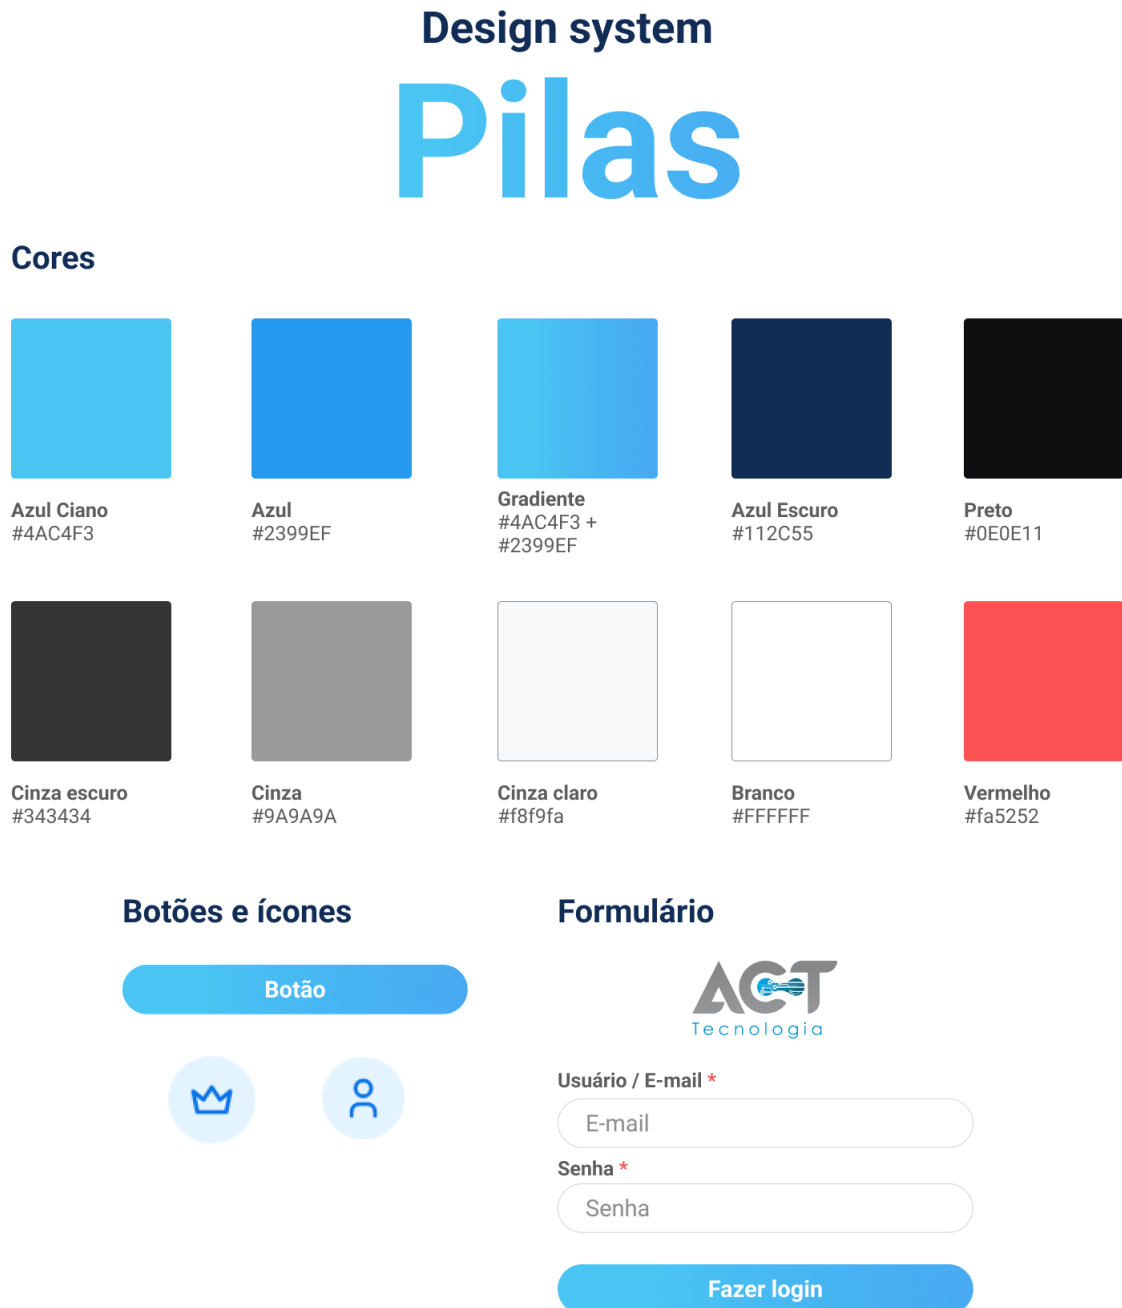 Design system
Pilas
Cores
Azul Ciano
#4AC4F3
Azul
#2399EF
Gradiente
#4AC4F3 +
#2399EF
Azul Escuro
#112C55
Preto
#0E0E11
Cinza escuro
#343434
Cinza
#9A9A9A
Cinza claro
#f8f9fa
Branco
#FFFFFF
Vermelho
#fa5252
Botões e ícones
Botão
Formulário
ACT
Tecnologia
Usuário / E-mail *
E-mail
Senha *
Senha
Fazer login